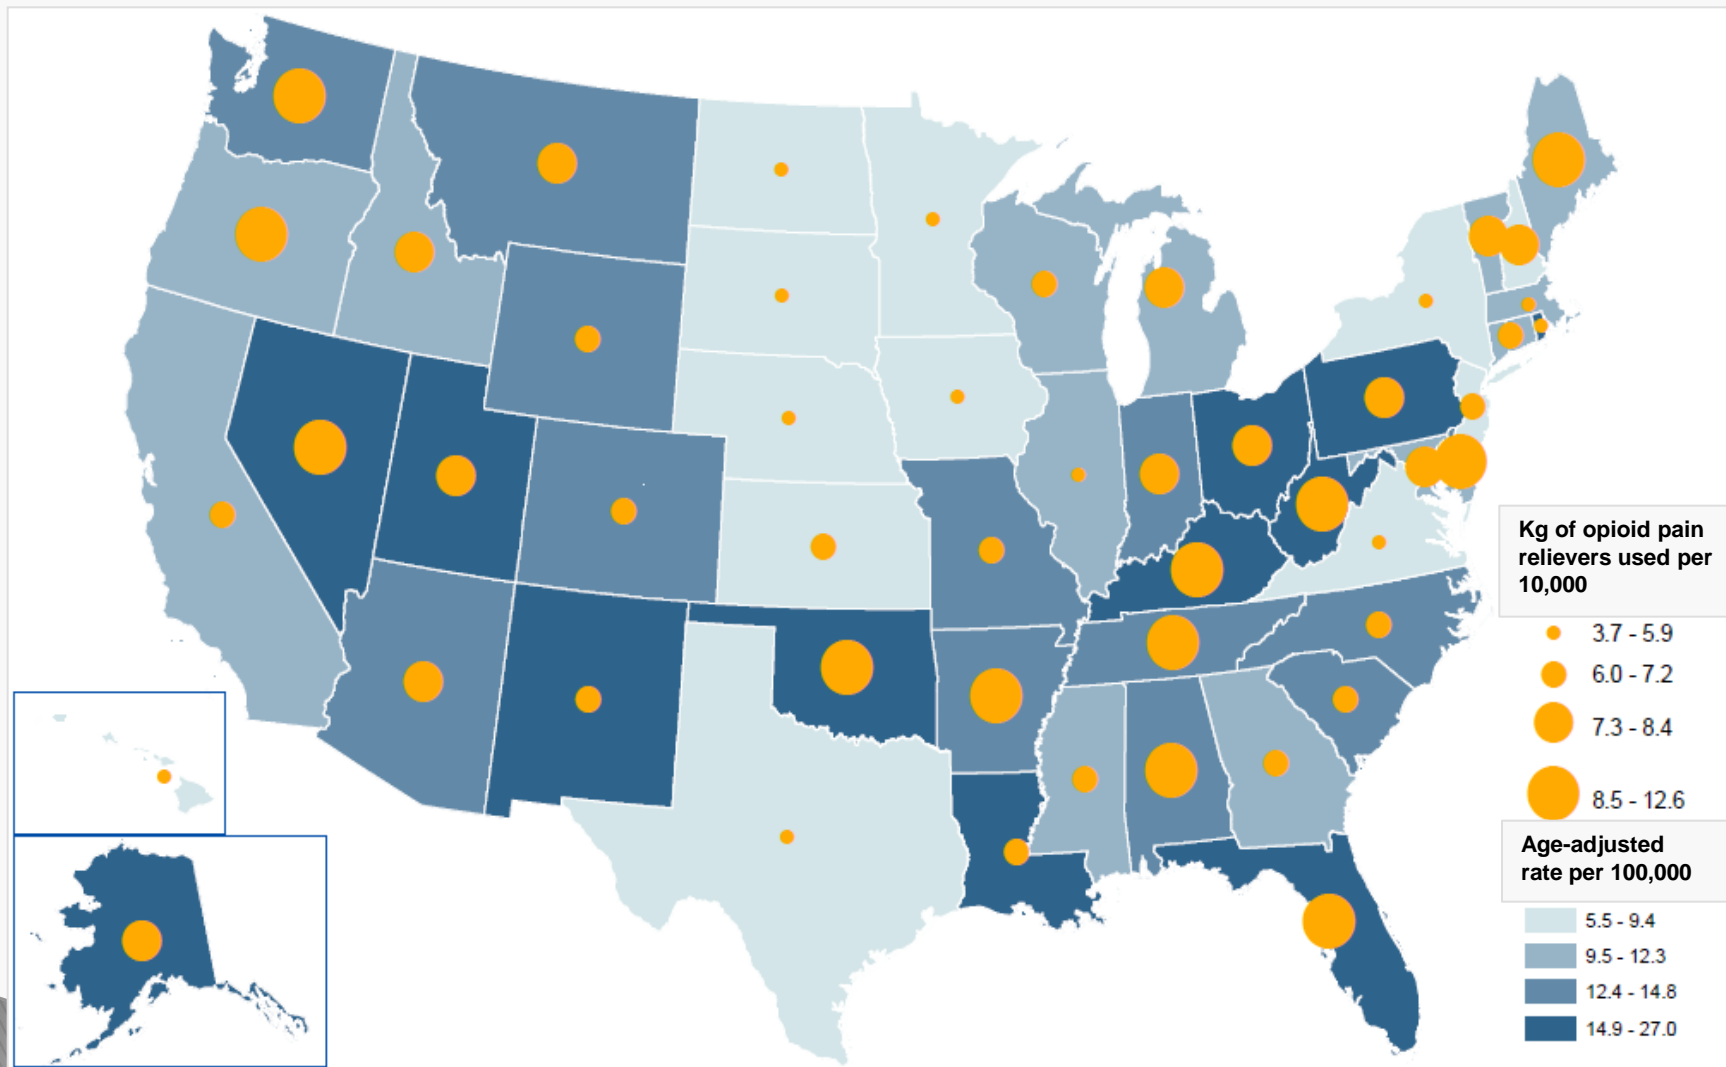 Kg of opioid pain
relievers used per
10,000
3.7 - 5.9
6.0 - 7.2
7.3 - 8.4
8.5 - 12.6
Age-adjusted
rate per 100,000
5.5 - 9.4
9.5 - 12.3
12.4 - 14.8
14.9 - 27.0